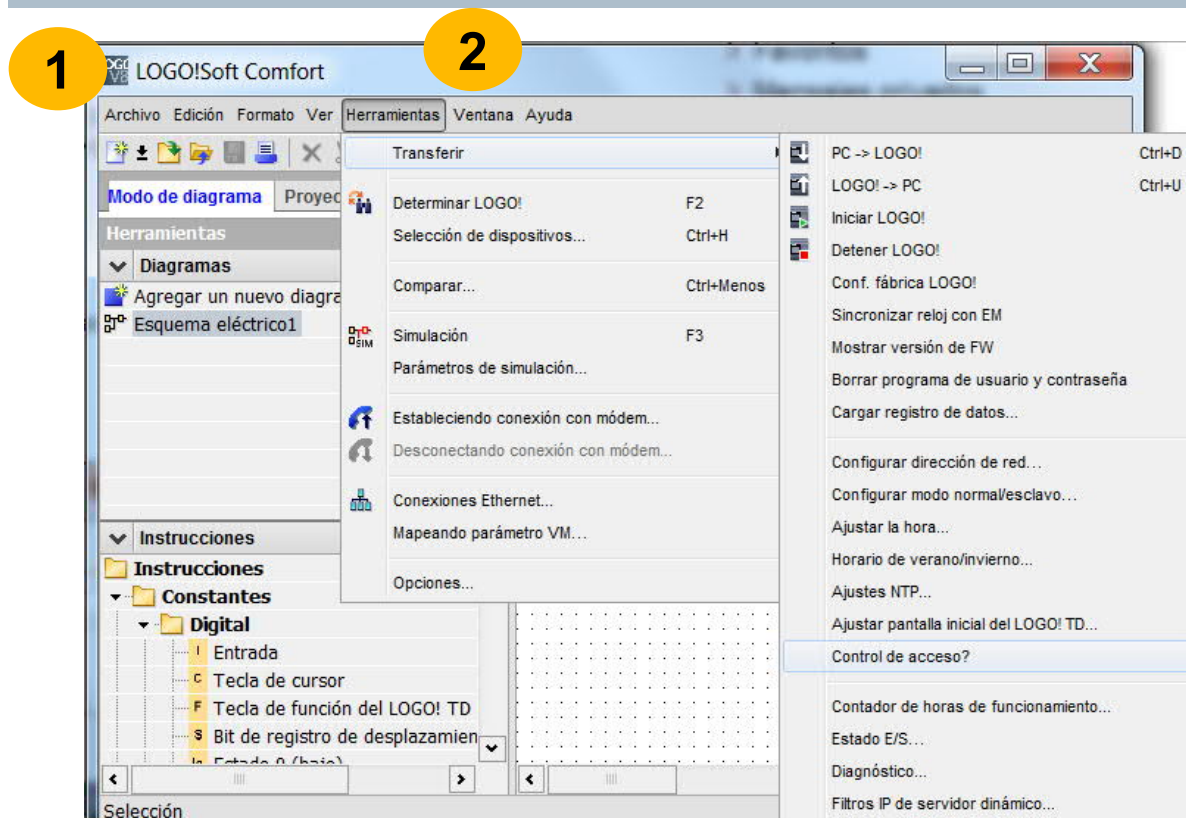 1
2
LOGO!Soft Comfort
Archivo Edición Formato Ver Herramientas Ventana Ayuda
Modo de diagrama Proyec
Herramientas
Diagramas
Agregar un nuevo diagra
Esquema eléctrico1
Instrucciones
Instrucciones
Constantes
Digital
I Entrada
C Tecla de cursor
F Tecla de función del LOGO! TD
S Bit de registro de desplazamien
Selección
Transferir
Determinar LOGO! F2
Selección de dispositivos... Ctrl+H
Comparar... Ctrl+Menos
SIM Simulación F3
Parámetros de simulación...
Estableciendo conexión con módem...
Desconectando conexión con módem...
Conexiones Ethernet...
Mapeando parámetro VM...
Opciones...
PC -> LOGO! Ctrl+D
LOGO! -> PC Ctrl+U
Iniciar LOGO!
Detener LOGO!
Conf. fábrica LOGO!
Sincronizar reloj con EM
Mostrar versión de FW
Borrar programa de usuario y contraseña
Cargar registro de datos...
Configurar dirección de red...
Configurar modo normal/esclavo...
Ajustar la hora...
Horario de verano/invierno...
Ajustes NTP...
Ajustar pantalla inicial del LOGO! TD...
Control de acceso?
Contador de horas de funcionamiento...
Estado E/S...
Diagnóstico...
Filtros IP de servidor dinámico...